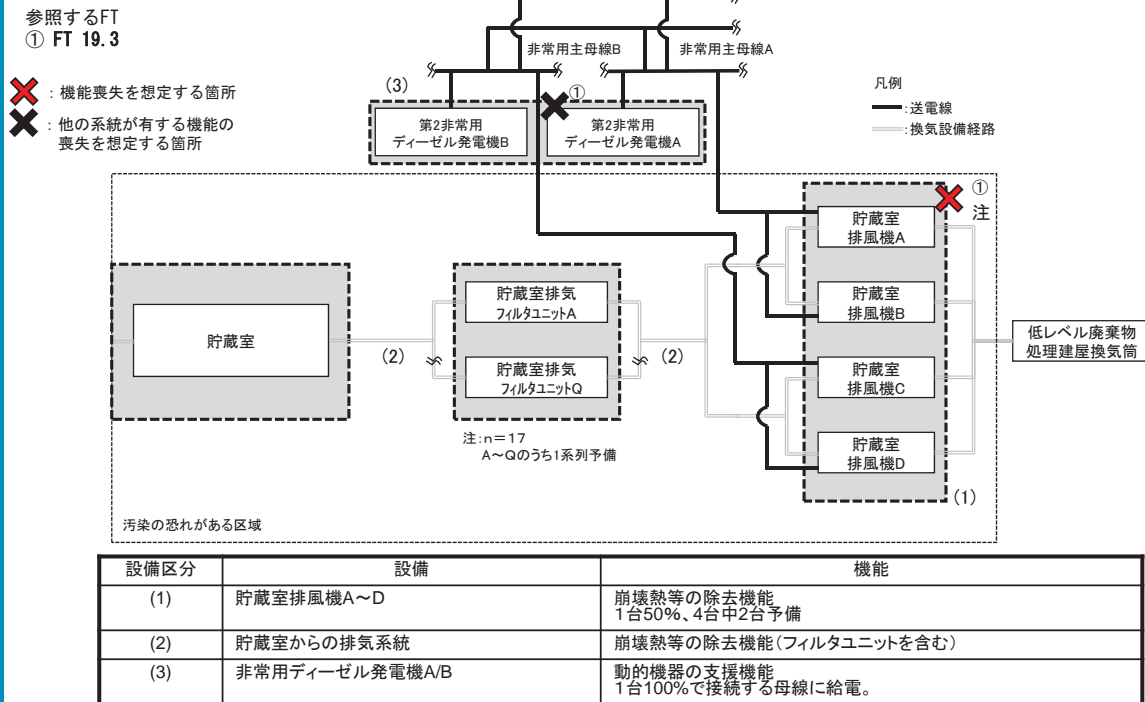 参照するFT
① FT 19.3
：機能喪失を想定する箇所
：他の系統が有する機能の
喪失を想定する箇所
非常用主母線B
非常用主母線A
凡例
：送電線
：換気設備経路
(3)
①
第2非常用
ディーゼル発電機B
第2非常用
ディーゼル発電機A
①
注
貯蔵室
排風機A
貯蔵室
排風機B
貯蔵室
排風機C
貯蔵室
排風機D
(1)
貯蔵室
(2)
貯蔵室排気
フィルタユニットA
貯蔵室排気
フィルタユニットQ
(2)
注：n＝17
A～Qのうち1系列予備
低レベル廃棄物
処理建屋換気筒
汚染の恐れがある区域
設備区分 設備 機能
(1) 貯蔵室排風機A～D 崩壊熱等の除去機能
1台50%、4台中2台予備
(2) 貯蔵室からの排気系統 崩壊熱等の除去機能（フィルタユニットを含む）
(3) 非常用ディーゼル発電機A/B 動的機器の支援機能
1台100%で接続する母線に給電。